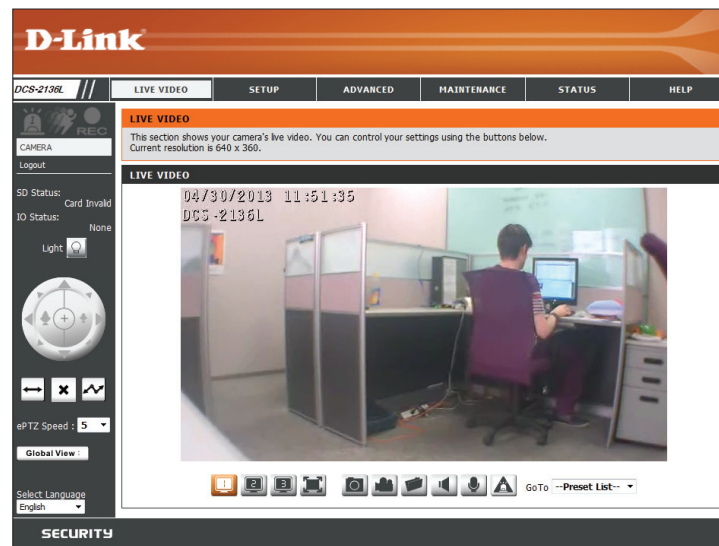 D-Link
DCS-2136L // LIVE VIDEO SETUP ADVANCED MAINTENANCE STATUS HELP
REC
CAMERA
Logout
SD Status:
Card Invalid
IO Status:
None
Light
ePTZ Speed : 5
Global View :
Select Language
English
LIVE VIDEO
This section shows your camera's live video. You can control your settings using the buttons below.
Current resolution is 640 x 360.
LIVE VIDEO
04/30/2013 11:51:35
DCS-2136L
1 2 3 GoTo --Preset List--
SECURITY